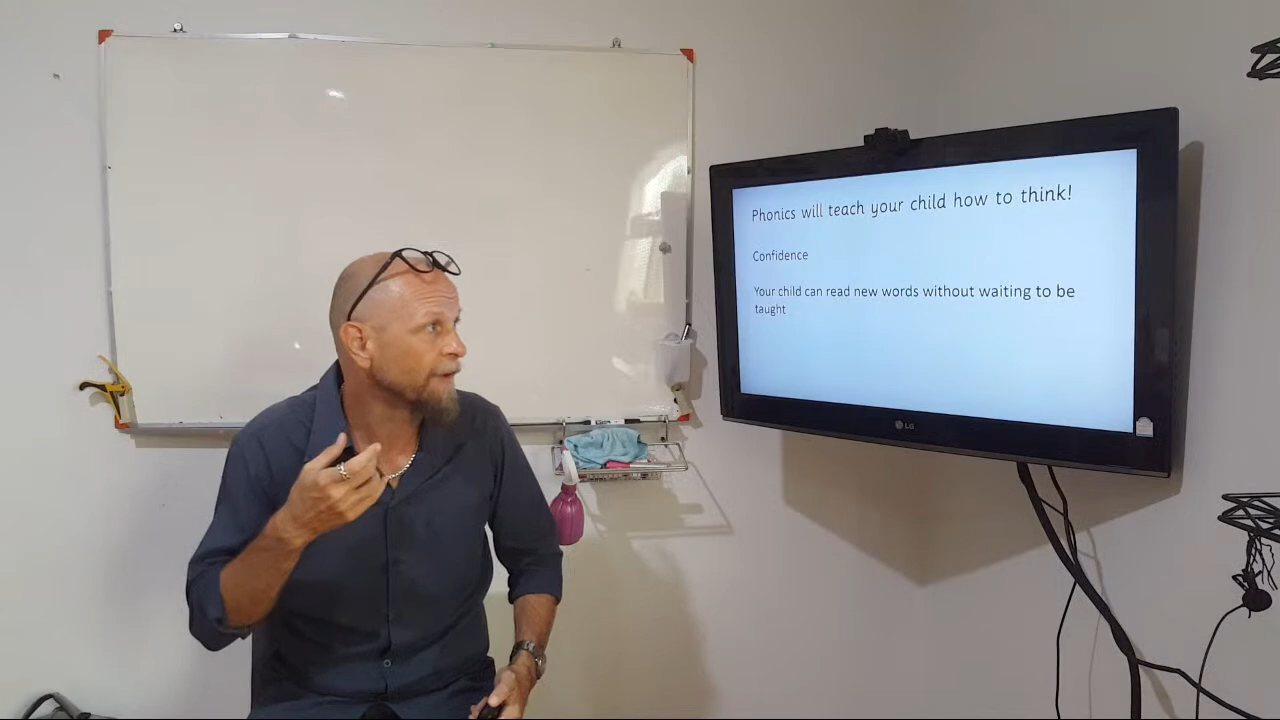 Phonics will teach your child how to think!
Confidence
Your child can read new words without waiting to be
taught
LG